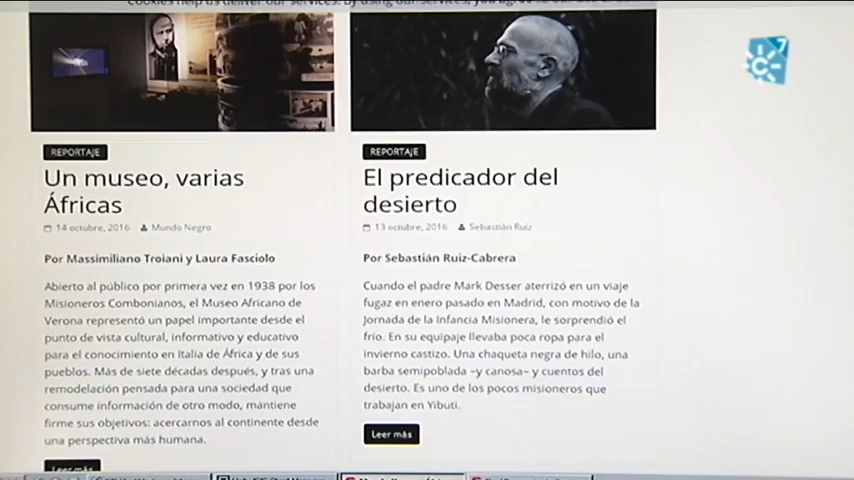 REPORTAJE
Un museo, varias
Áfricas
14 octubre, 2016 Mundo Negro
Por Massimiliano Troiani y Laura Fasciolo
Abierto al público por primera vez en 1938 por los
Misioneros Combonianos, el Museo Africano de
Verona representó un papel importante desde el
punto de vista cultural, informativo y educativo
para el conocimiento en Italia de África y de sus
pueblos. Más de siete décadas después, y tras una
remodelación pensada para una sociedad que
consume información de otro modo, mantiene
firme sus objetivos: acercarnos al continente desde
una perspectiva más humana.
Leer más
REPORTAJE
El predicador del
desierto
13 octubre, 2016 Sebastián Ruiz
Por Sebastián Ruiz-Cabrera
Cuando el padre Mark Desser aterrizó en un viaje
fugaz en enero pasado en Madrid, con motivo de la
Jornada de la Infancia Misionera, le sorprendió el
frío. En su equipaje llevaba poca ropa para el
invierno castizo. Una chaqueta negra de hilo, una
barba semipoblada –y canosa– y cuentos del
desierto. Es uno de los pocos misioneros que
trabajan en Yibuti.
Leer más
7